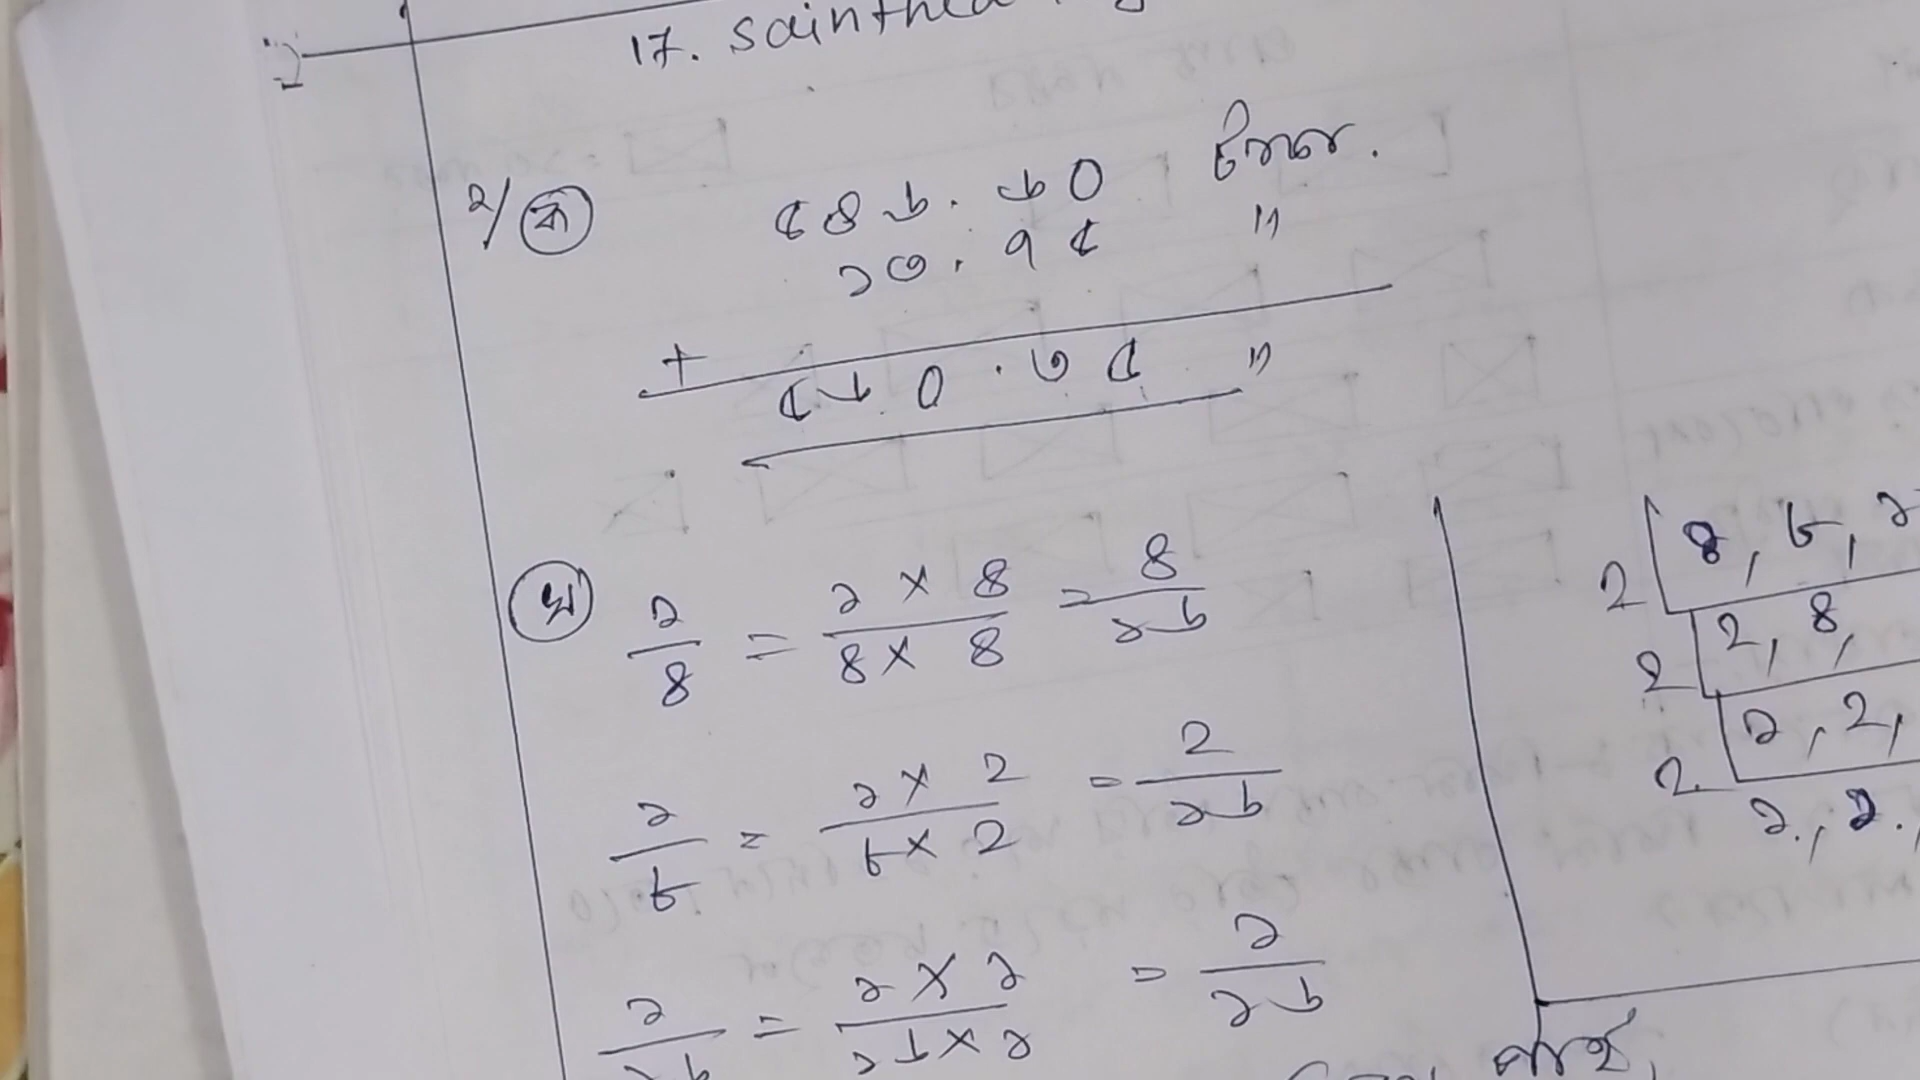 17.
২/ ক ৫৪৬.৬০
১৩.৭৫ "
+
৫৬০.৩৫ "
খ ১/৪ = ১ × ৪/৪ × ৪ = ৪/১৬
১/৮ = ১ × ২/৮ × ২ = ২/১৬
১/১৬ = ১ × ১/১৬ × ১ = ১/১৬
২ | ৪, ৮, ১
২ | ২, ৪,
২ | ১, ২,
১, ১,